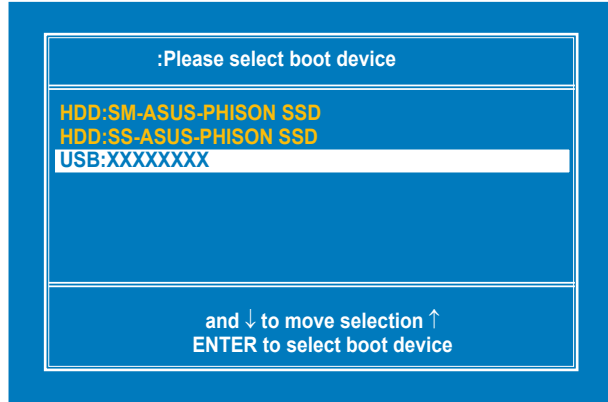 :Please select boot device
HDD:SM-ASUS-PHISON SSD
HDD:SS-ASUS-PHISON SSD
USB:XXXXXXXX
and ↓ to move selection ↑
ENTER to select boot device